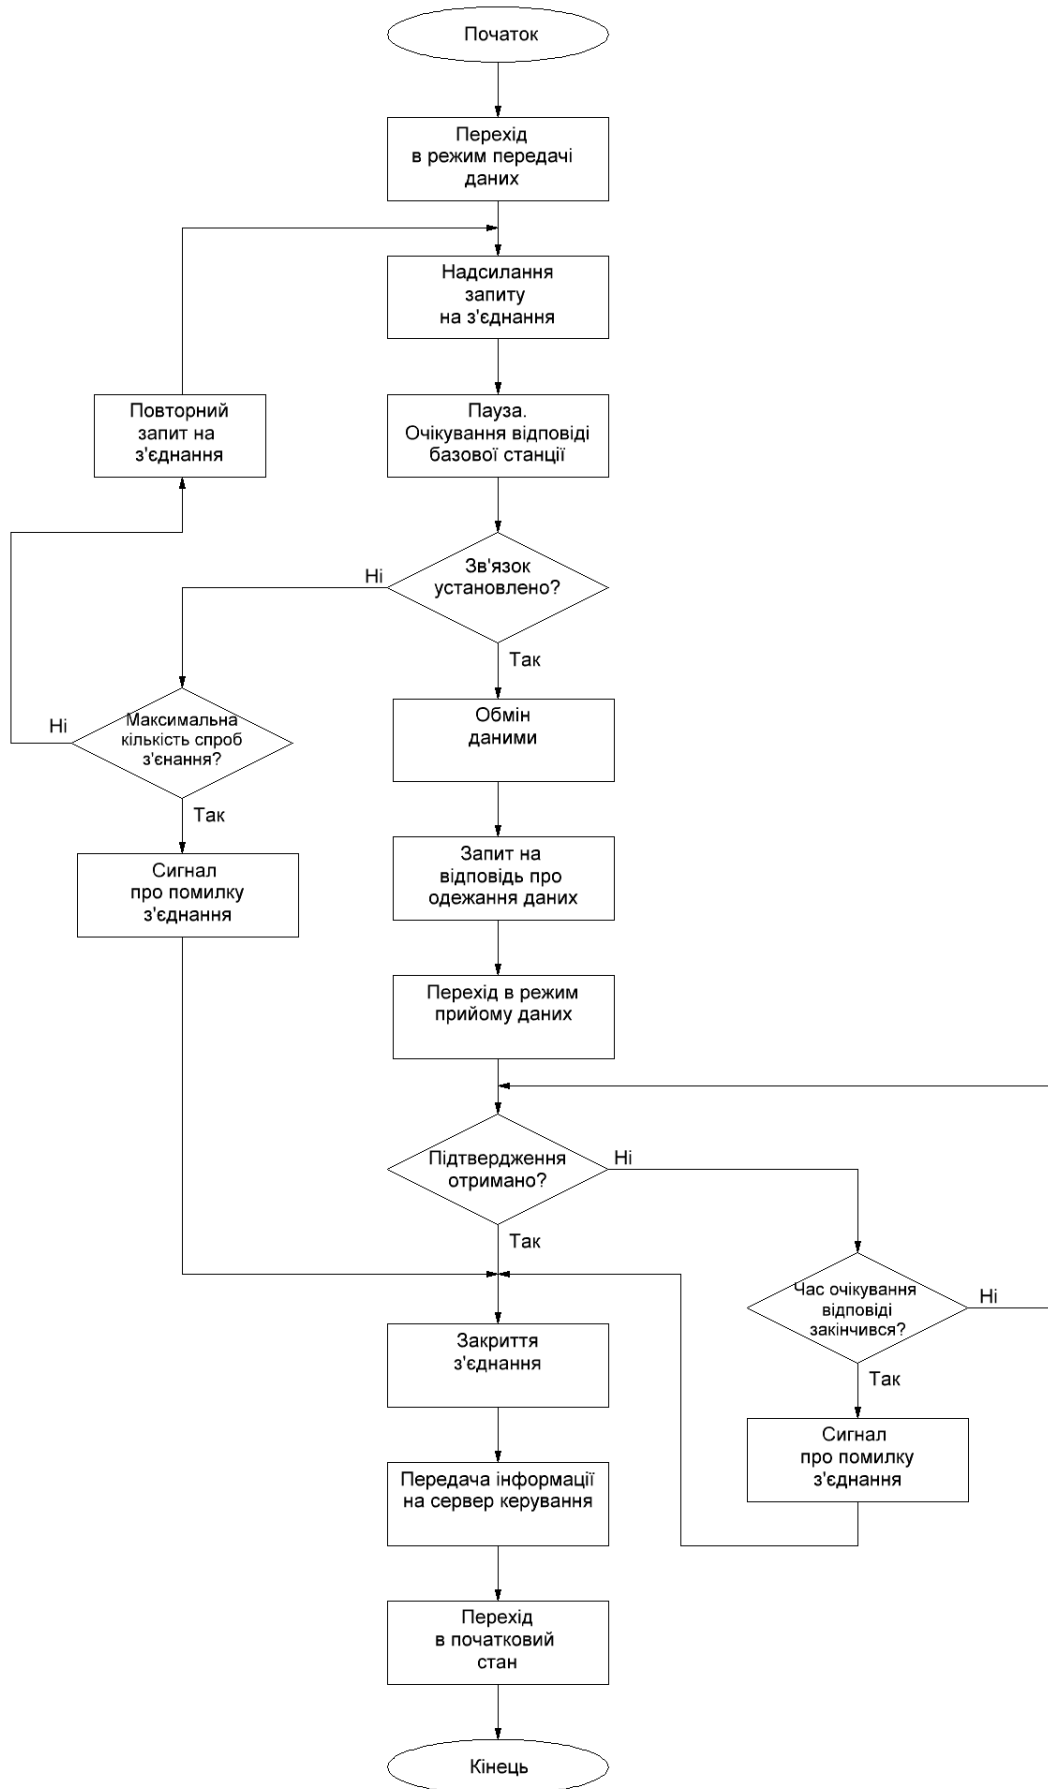 Початок
Перехід
в режим передачі
даних
Надсилання
запиту
на з'єднання
Повторний
запит на
з'єднання
Пауза.
Очікування відповіді
базової станції
Зв'язок
установлено?
Ні
Так
Максимальна
кількість спроб
з'єнання?
Ні
Так
Обмін
даними
Запит на
відповідь про
одежання даних
Сигнал
про помилку
з'єднання
Перехід в режим
прийому даних
Підтвердження
отримано?
Ні
Так
Час очікування
відповіді
закінчився?
Ні
Так
Закриття
з'єднання
Сигнал
про помилку
з'єднання
Передача інформації
на сервер керування
Перехід
в початковий
стан
Кінець